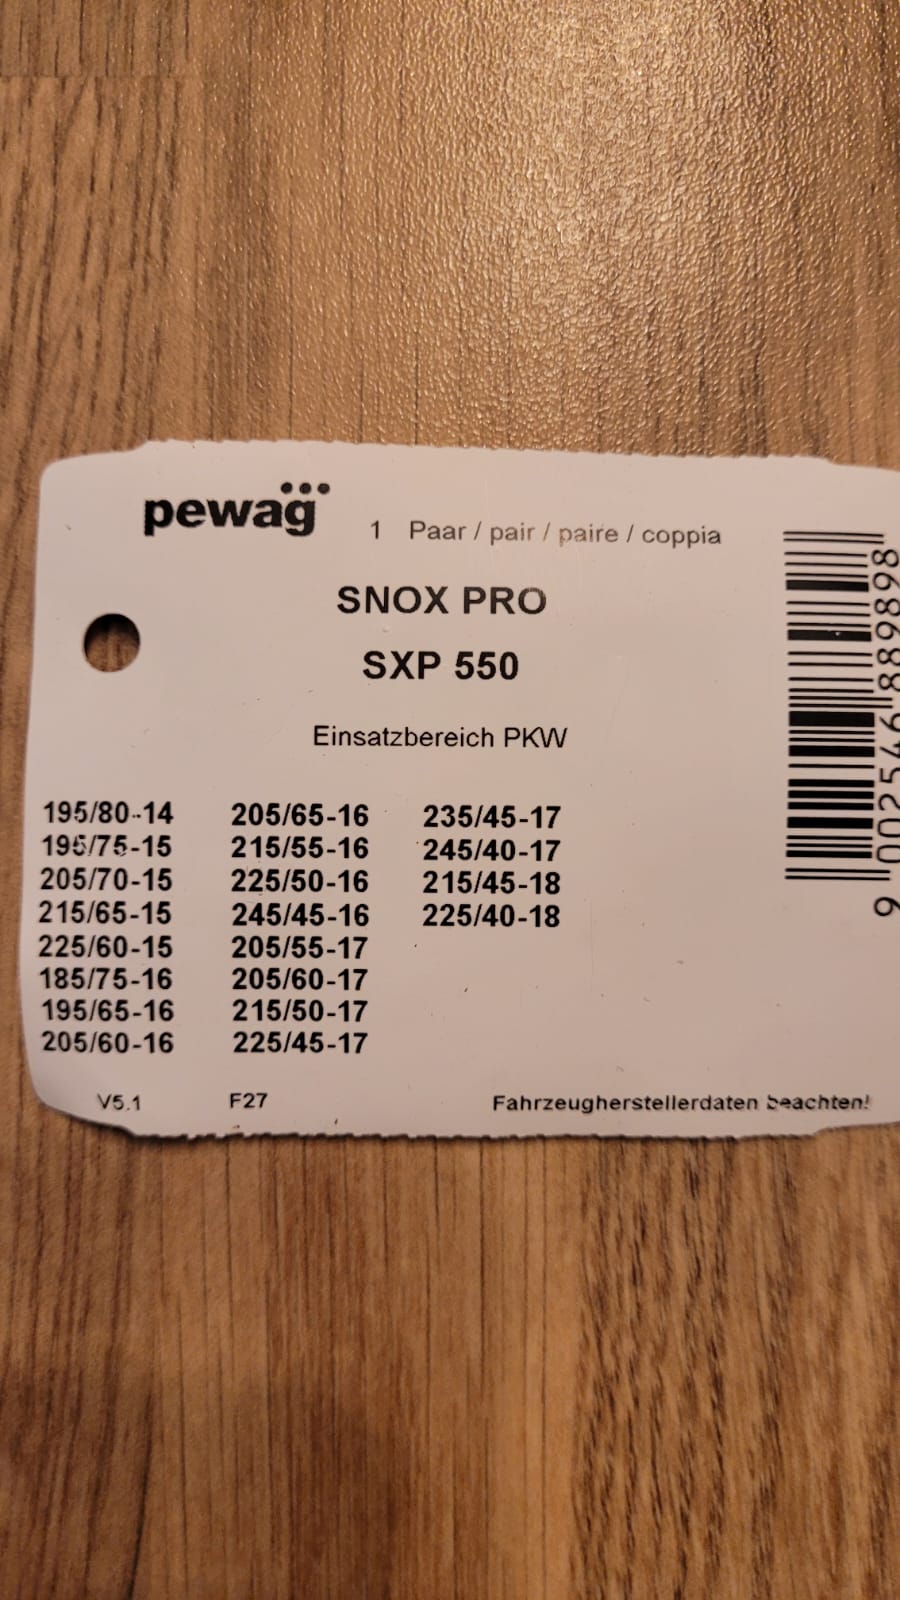 pewag
1 Paar / pair / paire / coppia
SNOX PRO
SXP 550
Einsatzbereich PKW
195/80-14 205/65-16 235/45-17
195/75-15 215/55-16 245/40-17
205/70-15 225/50-16 215/45-18
215/65-15 245/45-16 225/40-18
225/60-15 205/55-17
185/75-16 205/60-17
195/65-16 215/50-17
205/60-16 225/45-17
V5.1 F27 Fahrzeugherstellerdaten beachten!
9 002546 889898